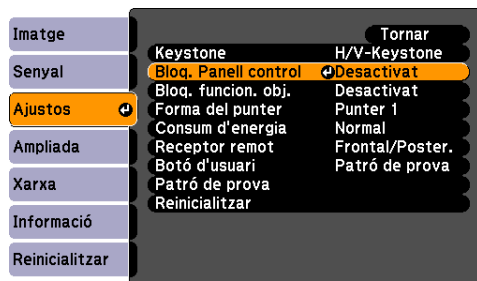 Imatge
Senyal
Ajustos
Ampliada
Xarxa
Informació
Reinicialitzar
Tornar
Keystone H/V-Keystone
Bloq. Panell control Desactivat
Bloq. funcion. obj. Desactivat
Forma del punter Punter 1
Consum d'energia Normal
Receptor remot Frontal/Poster.
Botó d'usuari Patró de prova
Patró de prova
Reinicialitzar